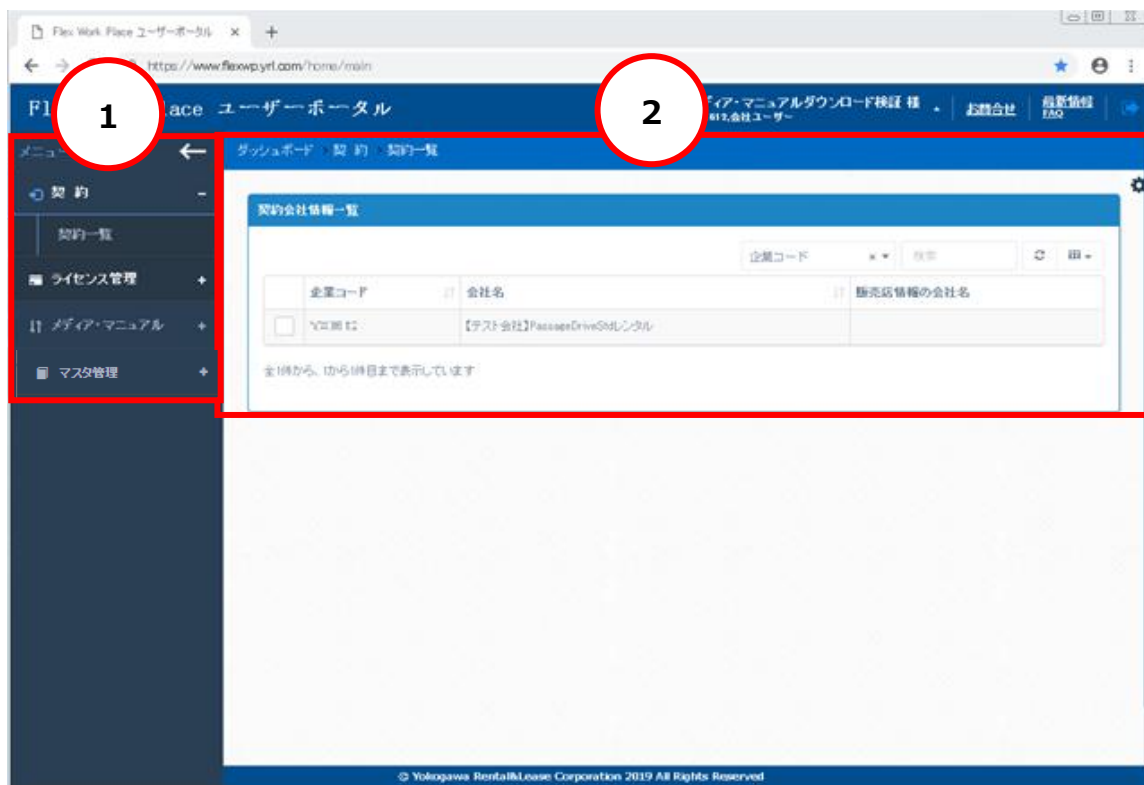 Flex Work Place ユーザーポータル × +
https://www.flexwp.yrl.com/home/main
1
2
ace ユーザーポータル
ィア・マニュアルダウンロード検証 様
会社ユーザー
お問合せ
最新情報
FAQ
ダッシュボード 契 約 契約一覧
契 約 -
契約一覧
ライセンス管理 +
メディア・マニュアル +
マスタ管理 +
契約会社情報一覧
企業コード × 検索
企業コード 会社名 販売店情報の会社名
【テスト会社】PassageDriveStdレンタル
全1件から、1から1件目まで表示しています
© Yokogawa Rental&Lease Corporation 2019 All Rights Reserved